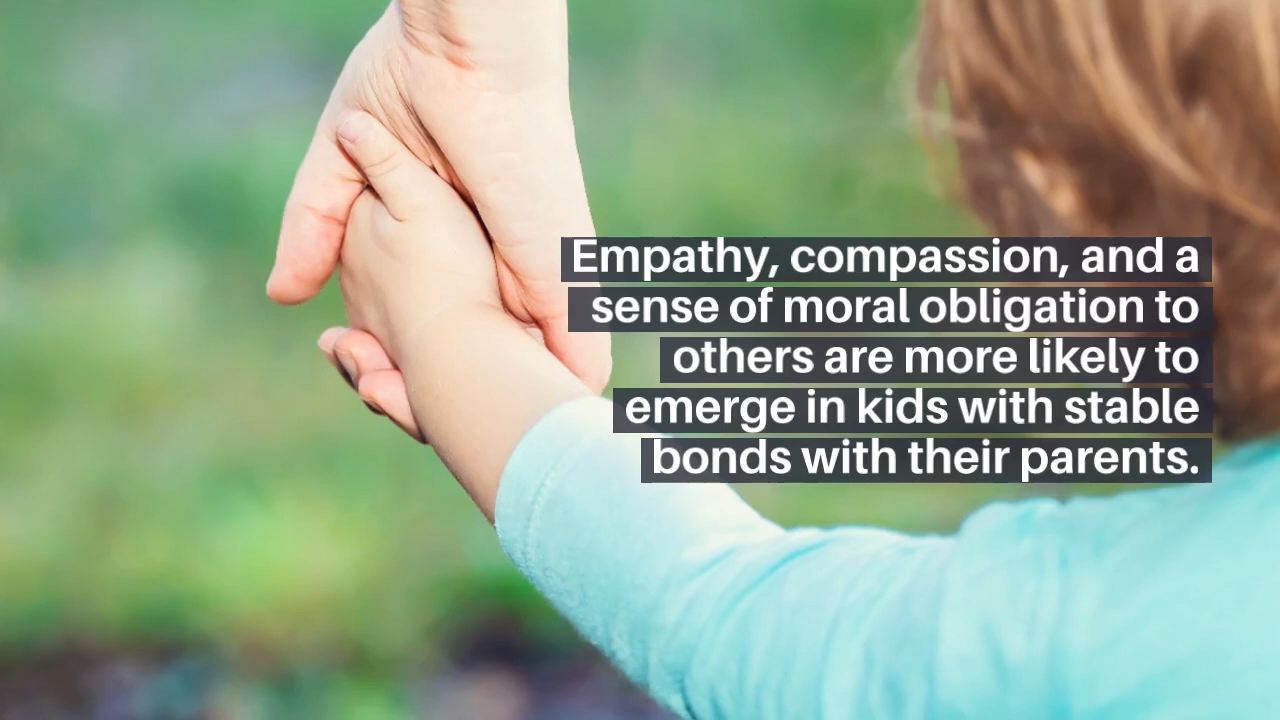 Empathy, compassion, and a
sense of moral obligation to
others are more likely to
emerge in kids with stable
bonds with their parents.